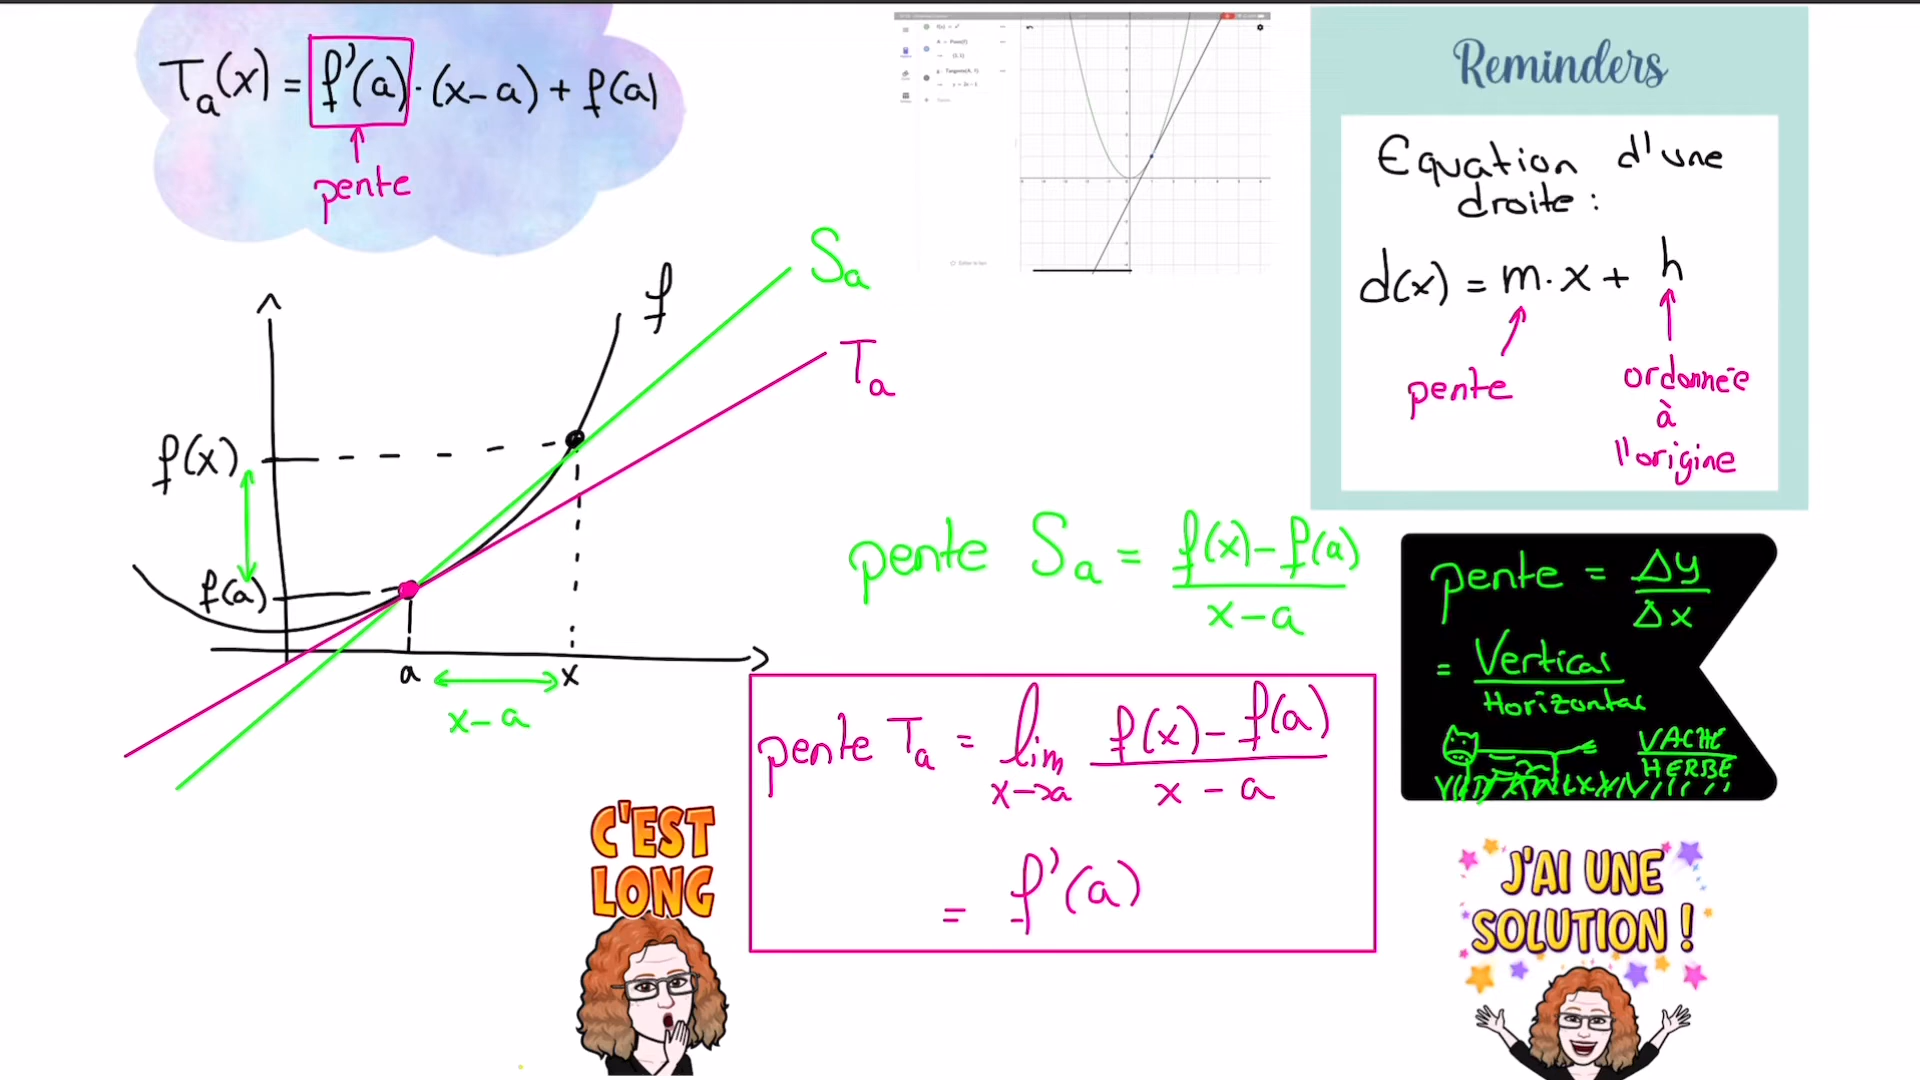 Tₐ(x) = f'(a) · (x-a) + f(a)
pente
Reminders
Equation d'une
droite :
d(x) = m · x + h
pente
ordonnée
à
l'origine
Sₐ
f
Tₐ
f(x)
f(a)
a
x
x-a
pente Sₐ = f(x)-f(a)
x-a
pente Tₐ = lim f(x)-f(a)
x→a x-a
= f'(a)
pente = Δy
Δx
= Vertical
Horizontal
VACHE
HERBE
C'EST
LONG
J'AI UNE
SOLUTION !